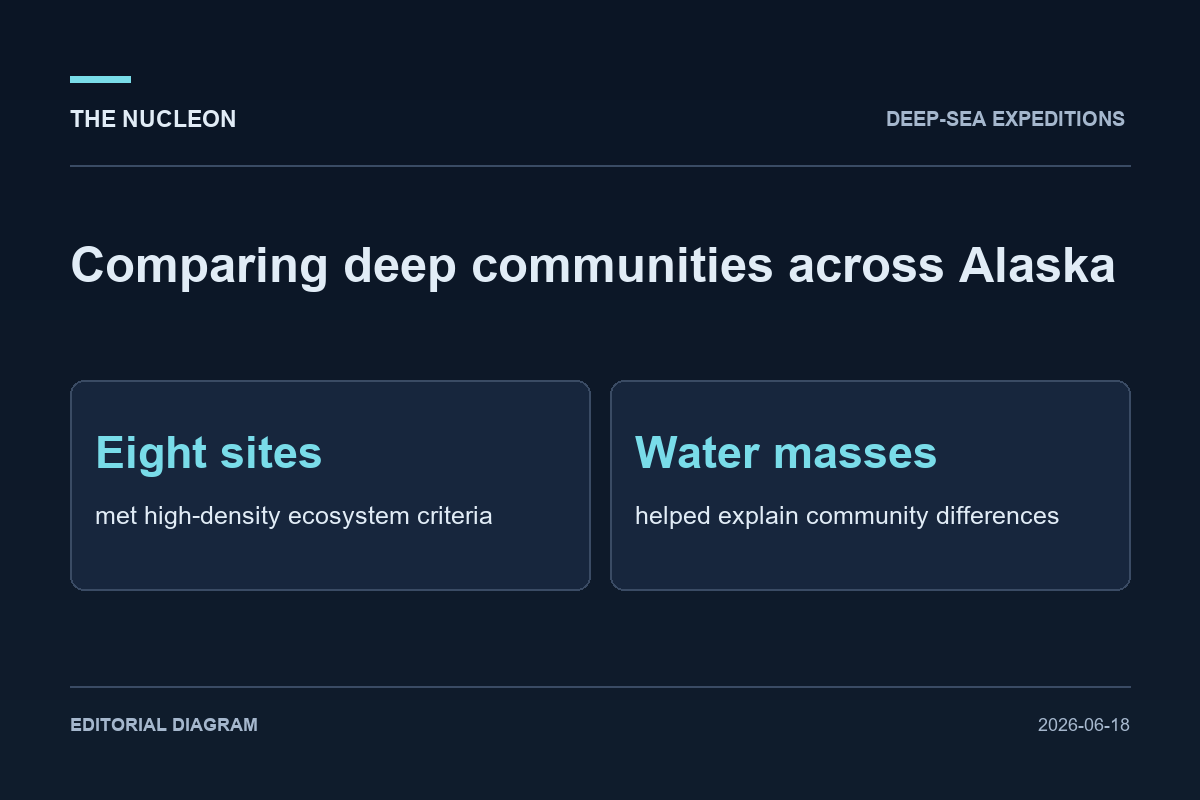 THE NUCLEON
DEEP-SEA EXPEDITIONS
Comparing deep communities across Alaska
Eight sites
met high-density ecosystem criteria
Water masses
helped explain community differences
EDITORIAL DIAGRAM
2026-06-18